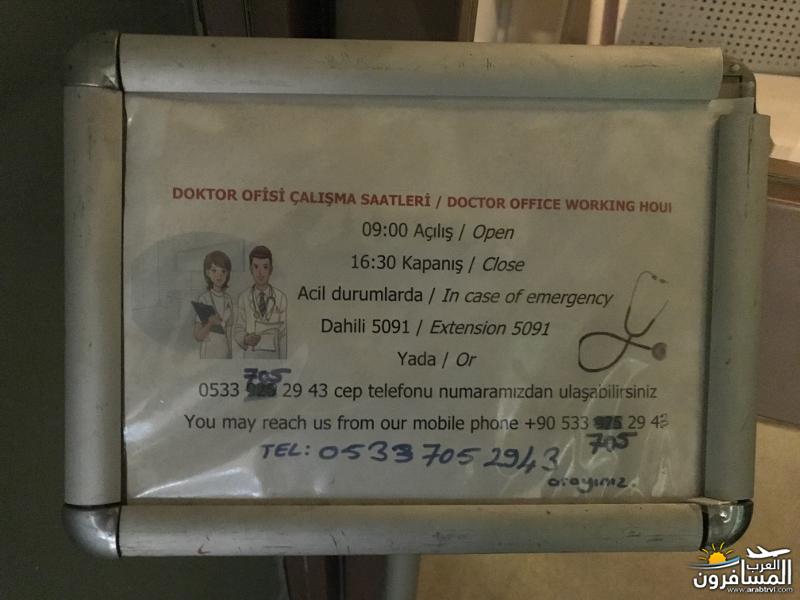 DOKTOR OFİSİ ÇALIŞMA SAATLERİ / DOCTOR OFFICE WORKING HOU
09:00 Açılış / Open
16:30 Kapanış / Close
Acil durumlarda / In case of emergency
Dahili 5091 / Extension 5091
Yada / Or
705
0533 925 29 43 cep telefonu numaramızdan ulaşabilirsiniz
You may reach us from our mobile phone +90 533 925 29 43
705
TEL: 0533 705 2943
arayınız.
العرب
المسافرون
www.arabtrvl.com